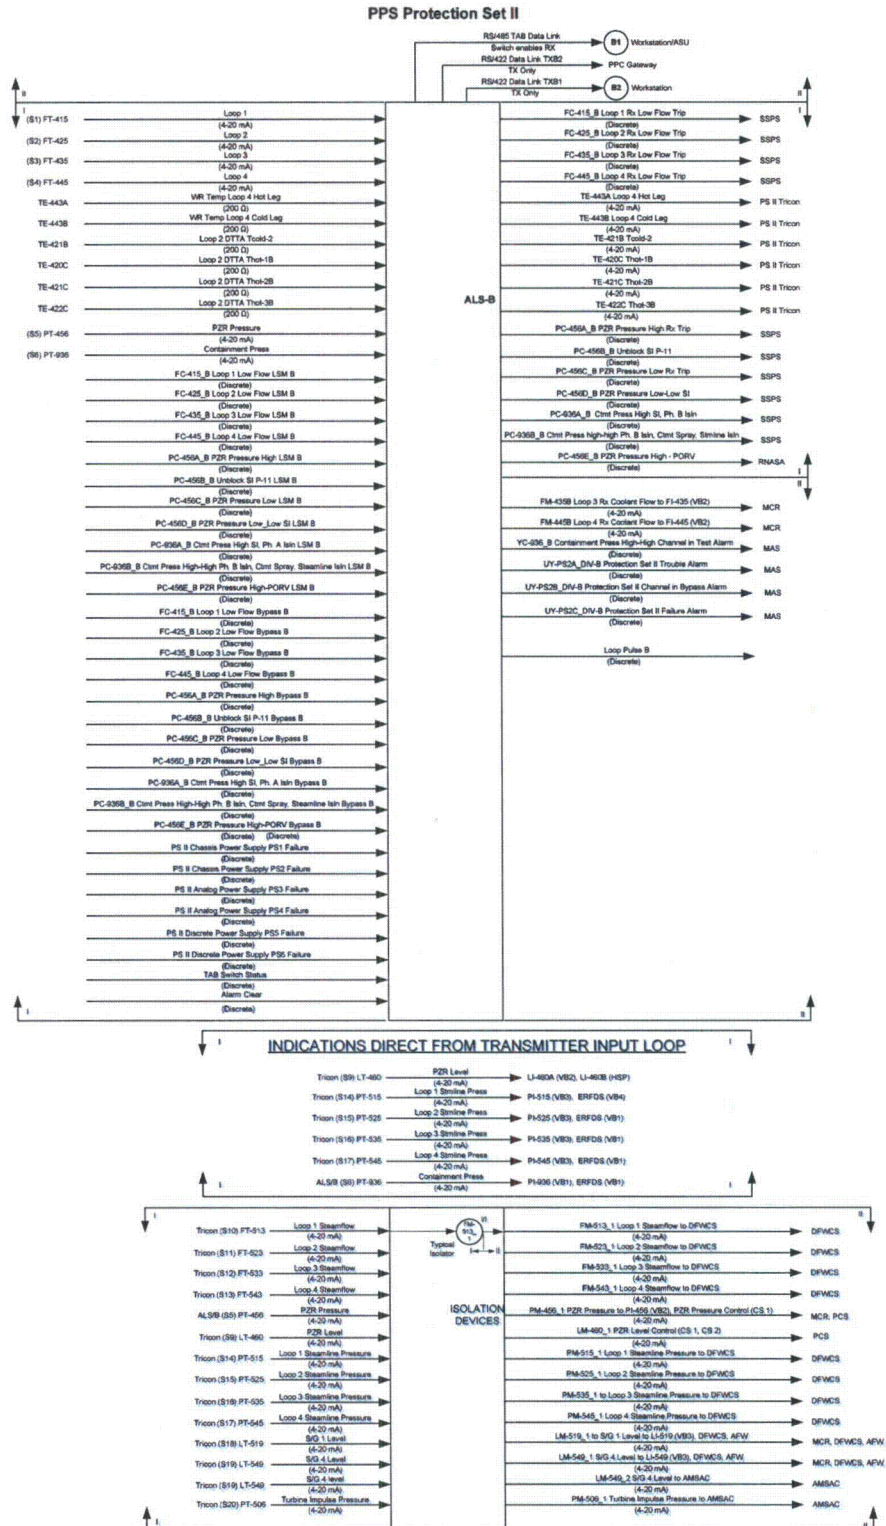 PPS Protection Set II
RS/485 TAB Data Link
Switch enables RX
B1 Workstation/ASU
RS/422 Data Link TXB2
TX Only
PPC Gateway
RS/422 Data Link TXB1
TX Only
B2 Workstation
II
I
II
I
ALS-B
(S1) FT-415 Loop 1
(4-20 mA)
(S2) FT-425 Loop 2
(4-20 mA)
(S3) FT-435 Loop 3
(4-20 mA)
(S4) FT-445 Loop 4
(4-20 mA)
TE-443A WR Temp Loop 4 Hot Leg
(200 Ω)
TE-443B WR Temp Loop 4 Cold Leg
(200 Ω)
TE-421B Loop 2 DTTA Tcold-2
(200 Ω)
TE-420C Loop 2 DTTA Thot-1B
(200 Ω)
TE-421C Loop 2 DTTA Thot-2B
(200 Ω)
TE-422C Loop 2 DTTA Thot-3B
(200 Ω)
(S5) PT-456 PZR Pressure
(4-20 mA)
(S6) PT-936 Containment Press
(4-20 mA)
FC-415_B Loop 1 Low Flow LSM B
(Discrete)
FC-425_B Loop 2 Low Flow LSM B
(Discrete)
FC-435_B Loop 3 Low Flow LSM B
(Discrete)
FC-445_B Loop 4 Low Flow LSM B
(Discrete)
PC-456A_B PZR Pressure High LSM B
(Discrete)
PC-456B_B Unblock SI P-11 LSM B
(Discrete)
PC-456C_B PZR Pressure Low LSM B
(Discrete)
PC-456D_B PZR Pressure Low_Low SI LSM B
(Discrete)
PC-936A_B Ctmt Press High SI, Ph. A Isln LSM B
(Discrete)
PC-936B_B Ctmt Press High-High Ph. B Isln, Ctmt Spray, Steamline Isln LSM B
(Discrete)
PC-456E_B PZR Pressure High-PORV LSM B
(Discrete)
FC-415_B Loop 1 Low Flow Bypass B
(Discrete)
FC-425_B Loop 2 Low Flow Bypass B
(Discrete)
FC-435_B Loop 3 Low Flow Bypass B
(Discrete)
FC-445_B Loop 4 Low Flow Bypass B
(Discrete)
PC-456A_B PZR Pressure High Bypass B
(Discrete)
PC-456B_B Unblock SI P-11 Bypass B
(Discrete)
PC-456C_B PZR Pressure Low Bypass B
(Discrete)
PC-456D_B PZR Pressure Low_Low SI Bypass B
(Discrete)
PC-936A_B Ctmt Press High SI, Ph. A Isln Bypass B
(Discrete)
PC-936B_B Ctmt Press High-High Ph. B Isln, Ctmt Spray, Steamline Isln Bypass B
(Discrete)
PC-456E_B PZR Pressure High-PORV Bypass B
(Discrete) (Discrete)
PS II Chassis Power Supply PS1 Failure
(Discrete)
PS II Chassis Power Supply PS2 Failure
(Discrete)
PS II Analog Power Supply PS3 Failure
(Discrete)
PS II Analog Power Supply PS4 Failure
(Discrete)
PS II Discrete Power Supply PS5 Failure
(Discrete)
PS II Discrete Power Supply PS6 Failure
(Discrete)
TAB Switch Status
(Discrete)
Alarm Clear
(Discrete)
FC-415_B Loop 1 Rx Low Flow Trip SSPS
(Discrete)
FC-425_B Loop 2 Rx Low Flow Trip SSPS
(Discrete)
FC-435_B Loop 3 Rx Low Flow Trip SSPS
(Discrete)
FC-445_B Loop 4 Rx Low Flow Trip SSPS
(Discrete)
TE-443A Loop 4 Hot Leg PS II Tricon
(4-20 mA)
TE-443B Loop 4 Cold Leg PS II Tricon
(4-20 mA)
TE-421B Tcold-2 PS II Tricon
(4-20 mA)
TE-420C Thot-1B PS II Tricon
(4-20 mA)
TE-421C Thot-2B PS II Tricon
(4-20 mA)
TE-422C Thot-3B PS II Tricon
(4-20 mA)
PC-456A_B PZR Pressure High Rx Trip SSPS
(Discrete)
PC-456B_B Unblock SI P-11 SSPS
(Discrete)
PC-456C_B PZR Pressure Low Rx Trip SSPS
(Discrete)
PC-456D_B PZR Pressure Low-Low SI SSPS
(Discrete)
PC-936A_B Ctmt Press High SI, Ph. B Isln SSPS
(Discrete)
PC-936B_B Ctmt Press high-high Ph. B Isln, Ctmt Spray, Stmline Isln SSPS
(Discrete)
PC-456E_B PZR Pressure High - PORV RNASA
(Discrete)
I
II
FM-435B Loop 3 Rx Coolant Flow to FI-435 (VB2) MCR
(4-20 mA)
FM-445B Loop 4 Rx Coolant Flow to FI-445 (VB2) MCR
(4-20 mA)
YC-936_B Containment Press High-High Channel in Test Alarm MAS
(Discrete)
UY-PS2A_DIV-B Protection Set II Trouble Alarm MAS
(Discrete)
UY-PS2B_DIV-B Protection Set II Channel in Bypass Alarm MAS
(Discrete)
UY-PS2C_DIV-B Protection Set II Failure Alarm MAS
(Discrete)
Loop Pulse B
(Discrete)
I
II
I
I
INDICATIONS DIRECT FROM TRANSMITTER INPUT LOOP
Tricon (S9) LT-460 PZR Level LI-460A (VB2), LI-460B (HSP)
(4-20 mA)
Tricon (S14) PT-515 Loop 1 Stmline Press PI-515 (VB3), ERFDS (VB4)
(4-20 mA)
Tricon (S15) PT-525 Loop 2 Stmline Press PI-525 (VB3), ERFDS (VB1)
(4-20 mA)
Tricon (S16) PT-535 Loop 3 Stmline Press PI-535 (VB3), ERFDS (VB1)
(4-20 mA)
Tricon (S17) PT-545 Loop 4 Stmline Press PI-545 (VB3), ERFDS (VB1)
(4-20 mA)
ALS/B (S6) PT-936 Containment Press PI-936 (VB1), ERFDS (VB1)
(4-20 mA)
I
I
I
II
Tricon (S10) FT-513 Loop 1 Steamflow FM-513_1 Loop 1 Steamflow to DFWCS DFWCS
(4-20 mA) (4-20 mA)
FM-513_1
I/I
Typical Isolator
I II
Tricon (S11) FT-523 Loop 2 Steamflow FM-523_1 Loop 2 Steamflow to DFWCS DFWCS
(4-20 mA) (4-20 mA)
Tricon (S12) FT-533 Loop 3 Steamflow FM-533_1 Loop 3 Steamflow to DFWCS DFWCS
(4-20 mA) (4-20 mA)
Tricon (S13) FT-543 Loop 4 Steamflow FM-543_1 Loop 4 Steamflow to DFWCS DFWCS
(4-20 mA) (4-20 mA)
ISOLATION DEVICES
ALS/B (S5) PT-456 PZR Pressure PM-456_1 PZR Pressure to PI-456 (VB2), PZR Pressure Control (CS 1) MCR, PCS
(4-20 mA) (4-20 mA)
Tricon (S9) LT-460 PZR Level LM-460_1 PZR Level Control (CS 1, CS 2) PCS
(4-20 mA) (4-20 mA)
Tricon (S14) PT-515 Loop 1 Steamline Pressure PM-515_1 Loop 1 Steamline Pressure to DFWCS DFWCS
(4-20 mA) (4-20 mA)
Tricon (S15) PT-525 Loop 2 Steamline Pressure PM-525_1 Loop 2 Steamline Pressure to DFWCS DFWCS
(4-20 mA) (4-20 mA)
Tricon (S16) PT-535 Loop 3 Steamline Pressure PM-535_1 to Loop 3 Steamline Pressure to DFWCS DFWCS
(4-20 mA) (4-20 mA)
Tricon (S17) PT-545 Loop 4 Steamline Pressure PM-545_1 Loop 4 Steamline Pressure to DFWCS DFWCS
(4-20 mA) (4-20 mA)
Tricon (S18) LT-519 S/G 1 Level LM-519_1 to S/G 1 Level to LI-519 (VB3), DFWCS, AFW MCR, DFWCS, AFW
(4-20 mA) (4-20 mA)
Tricon (S19) LT-549 S/G 4 Level LM-549_1 S/G 4 Level to LI-549 (VB3), DFWCS, AFW MCR, DFWCS, AFW
(4-20 mA) (4-20 mA)
Tricon (S19) LT-549 S/G 4 level LM-549_2 S/G 4 Level to AMSAC AMSAC
(4-20 mA) (4-20 mA)
Tricon (S20) PT-506 Turbine Impulse Pressure PM-506_1 Turbine Impulse Pressure to AMSAC AMSAC
(4-20 mA) (4-20 mA)
I
II